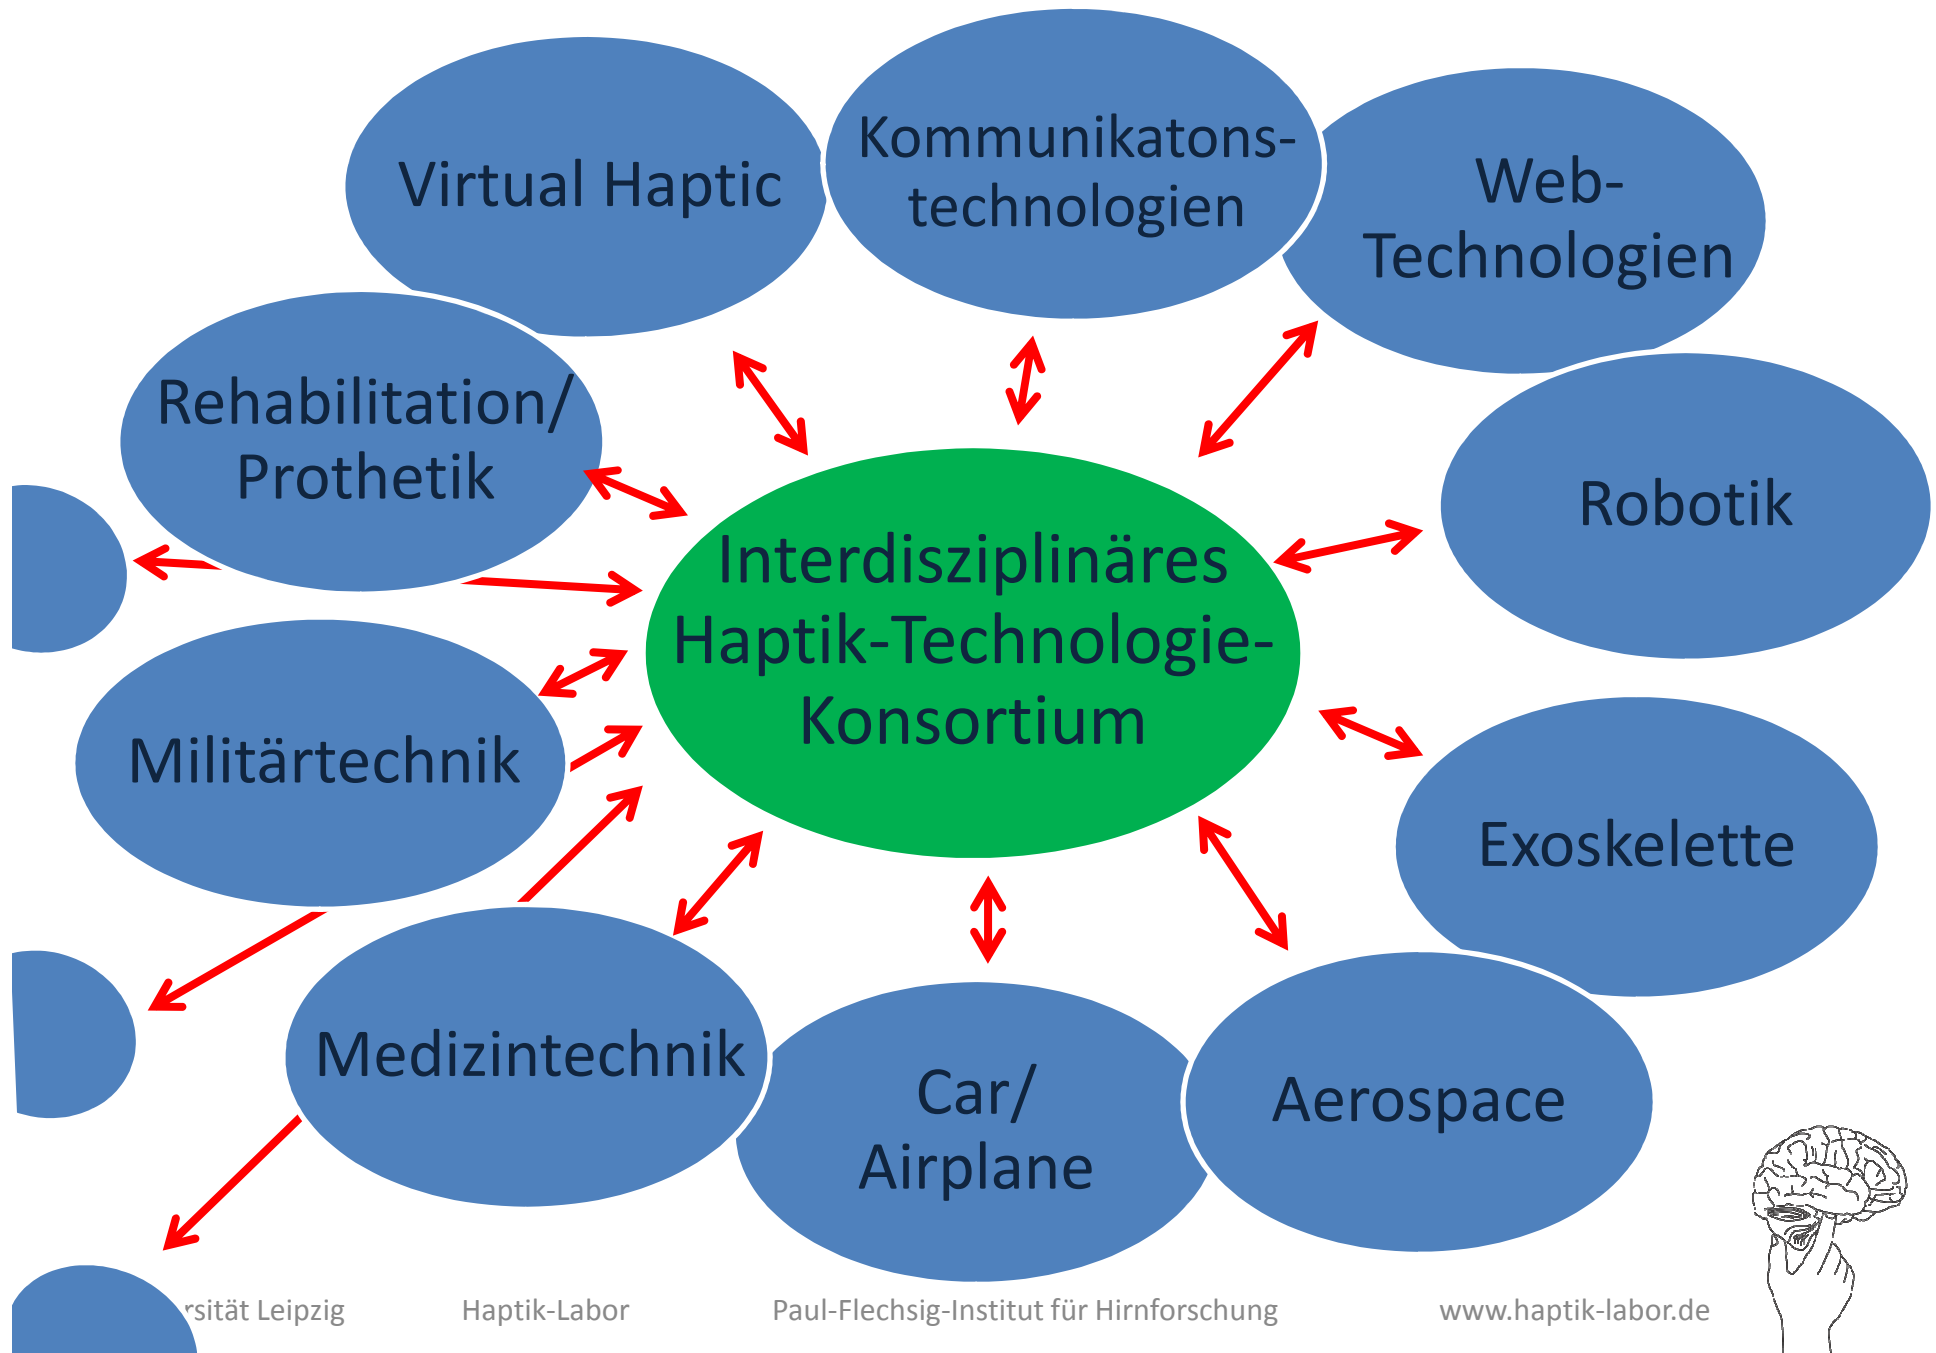 Virtual Haptic
Kommunikatons-
technologien
Web-
Technologien
Rehabilitation/
Prothetik
Robotik
Interdisziplinäres
Haptik-Technologie-
Konsortium
Militärtechnik
Exoskelette
Medizintechnik
Car/
Airplane
Aerospace
rsität Leipzig Haptik-Labor Paul-Flechsig-Institut für Hirnforschung www.haptik-labor.de